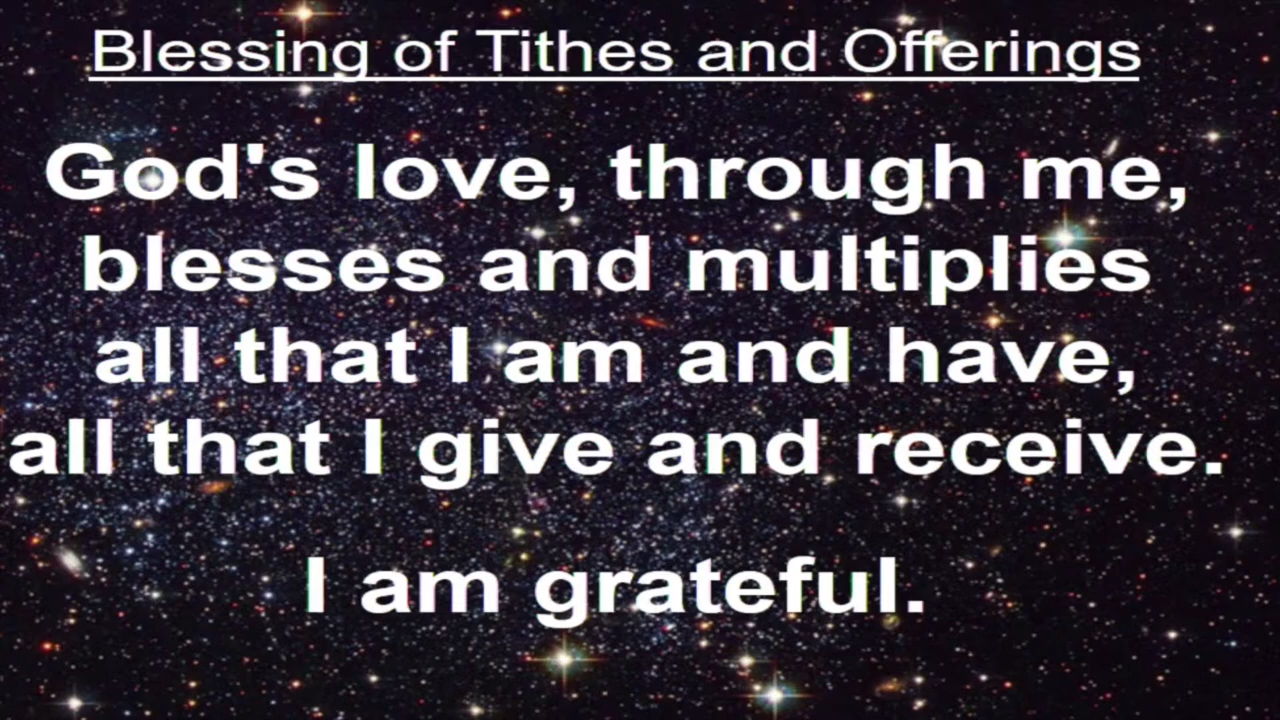 Blessing of Tithes and Offerings
God's love, through me,
blesses and multiplies
all that I am and have,
all that I give and receive.
I am grateful.